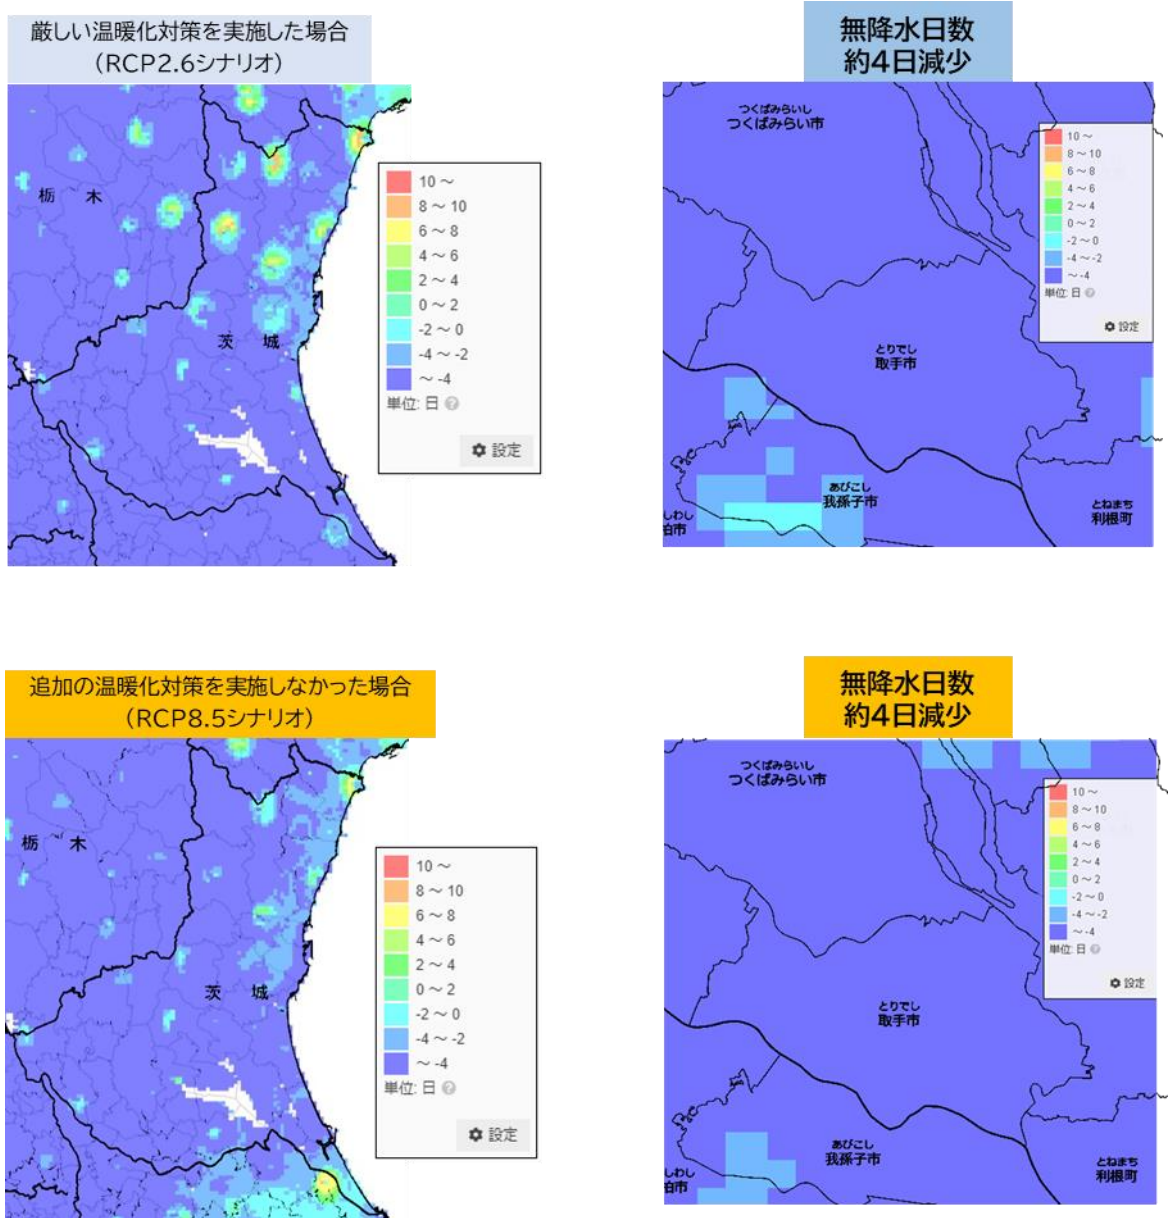 厳しい温暖化対策を実施した場合
(RCP2.6シナリオ)
栃 木
茨 城
10 ～
8 ～ 10
6 ～ 8
4 ～ 6
2 ～ 4
0 ～ 2
-2 ～ 0
-4 ～ -2
～ -4
単位: 日
設定
無降水日数
約4日減少
つくばみらいし
つくばみらい市
10 ～
8 ～ 10
6 ～ 8
4 ～ 6
2 ～ 4
0 ～ 2
-2 ～ 0
-4 ～ -2
～ -4
単位: 日
設定
とりでし
取手市
あびこし
我孫子市
しわし
柏市
とねまち
利根町
追加の温暖化対策を実施しなかった場合
(RCP8.5シナリオ)
栃 木
茨 城
10 ～
8 ～ 10
6 ～ 8
4 ～ 6
2 ～ 4
0 ～ 2
-2 ～ 0
-4 ～ -2
～ -4
単位: 日
設定
無降水日数
約4日減少
つくばみらいし
つくばみらい市
10 ～
8 ～ 10
6 ～ 8
4 ～ 6
2 ～ 4
0 ～ 2
-2 ～ 0
-4 ～ -2
～ -4
単位: 日
設定
とりでし
取手市
あびこし
我孫子市
しわし
柏市
とねまち
利根町